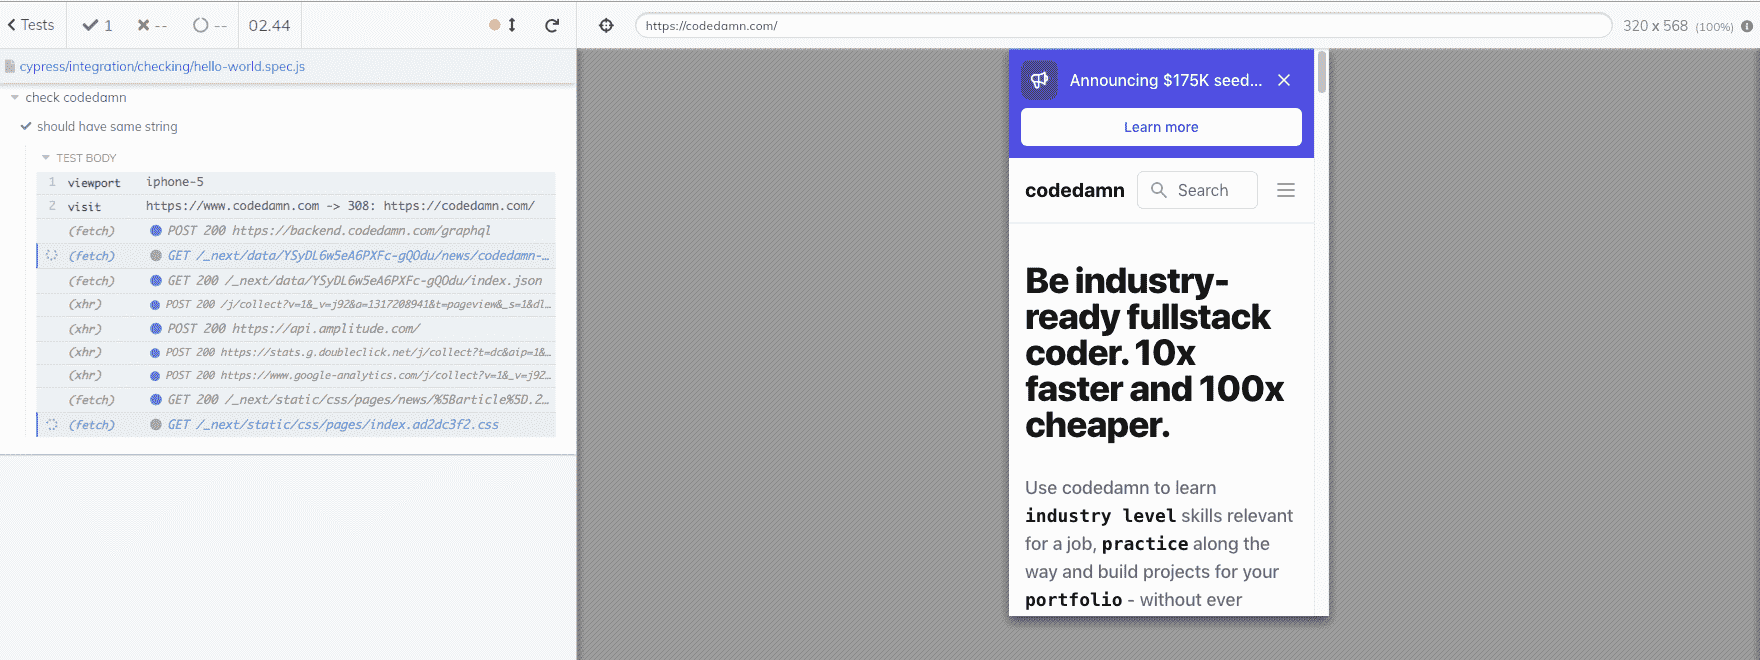 Tests 1 -- -- 02.44
https://codedamn.com/
320 x 568 (100%)
cypress/integration/checking/hello-world.spec.js
check codedamn
should have same string
TEST BODY
1 viewport iphone-5
2 visit https://www.codedamn.com -> 308: https://codedamn.com/
(fetch) POST 200 https://backend.codedamn.com/graphql
(fetch) GET /_next/data/YSyDL6w5eA6PXFc-gQOdu/news/codedamn-…
(fetch) GET 200 /_next/data/YSyDL6w5eA6PXFc-gQOdu/index.json
(xhr) POST 200 /j/collect?v=1&_v=j92&a=1317208941&t=pageview&_s=1&dl…
(xhr) POST 200 https://api.amplitude.com/
(xhr) POST 200 https://stats.g.doubleclick.net/j/collect?t=dc&aip=1&…
(xhr) POST 200 https://www.google-analytics.com/j/collect?v=1&_v=j92…
(fetch) GET 200 /_next/static/css/pages/news/%5Barticle%5D.2…
(fetch) GET /_next/static/css/pages/index.ad2dc3f2.css
Announcing $175K seed...
Learn more
codedamn Search
Be industry-
ready fullstack
coder. 10x
faster and 100x
cheaper.
Use codedamn to learn
industry level skills relevant
for a job, practice along the
way and build projects for your
portfolio - without ever